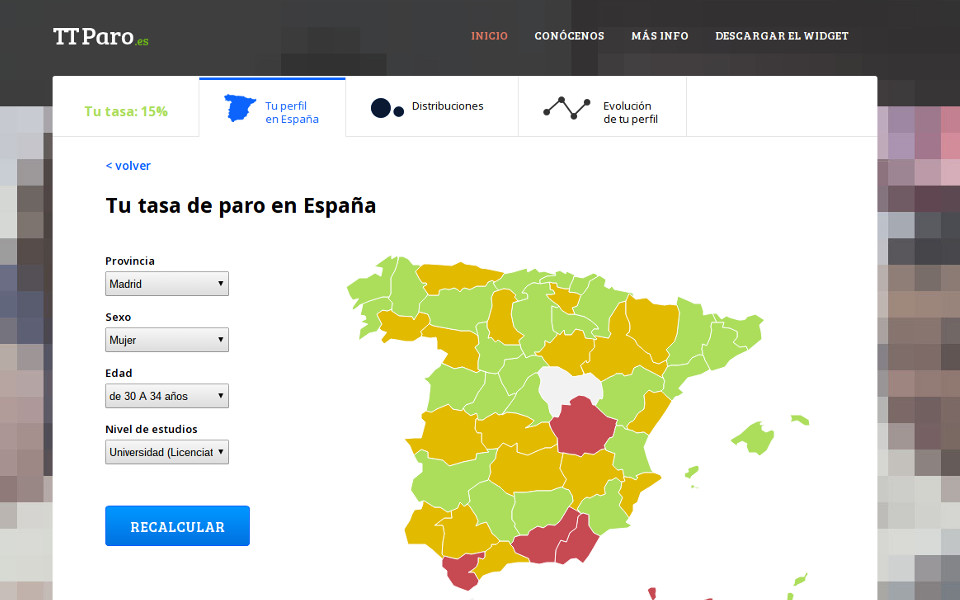 TTParo.es
INICIO
CONÓCENOS
MÁS INFO
DESCARGAR EL WIDGET
Tu tasa: 15%
Tu perfil
en España
Distribuciones
Evolución
de tu perfil
< volver
Tu tasa de paro en España
Provincia
Madrid
Sexo
Mujer
Edad
de 30 A 34 años
Nivel de estudios
Universidad (Licenciat
RECALCULAR